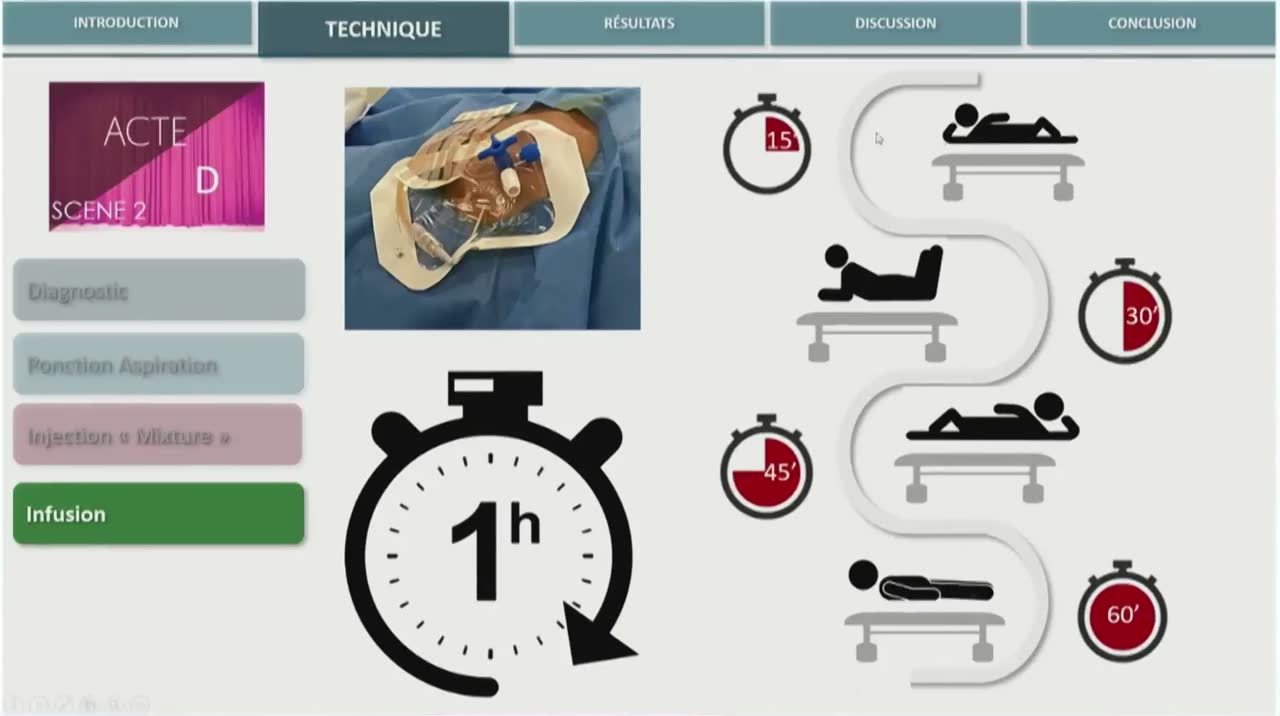 INTRODUCTION
TECHNIQUE
RÉSULTATS
DISCUSSION
CONCLUSION
ACTE
D
SCENE 2
Diagnostic
Ponction Aspiration
Injection « Mixture »
Infusion
1h
15'
30'
45'
60'